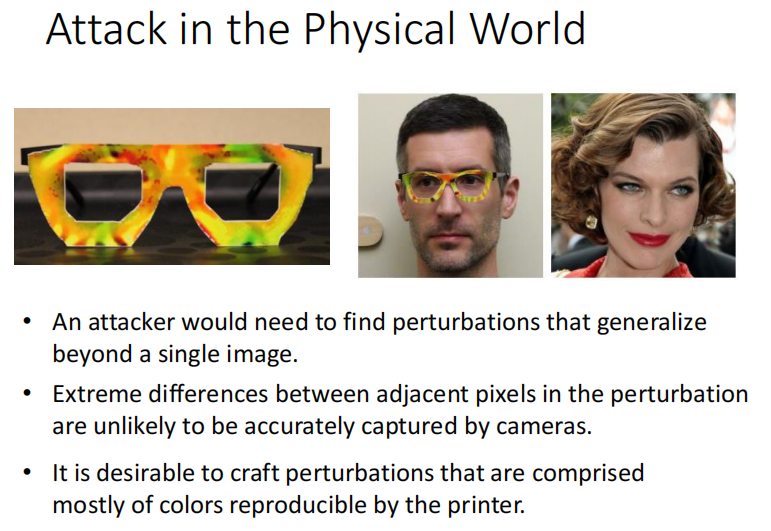 Attack in the Physical World
• An attacker would need to find perturbations that generalize
beyond a single image.
• Extreme differences between adjacent pixels in the perturbation
are unlikely to be accurately captured by cameras.
• It is desirable to craft perturbations that are comprised
mostly of colors reproducible by the printer.